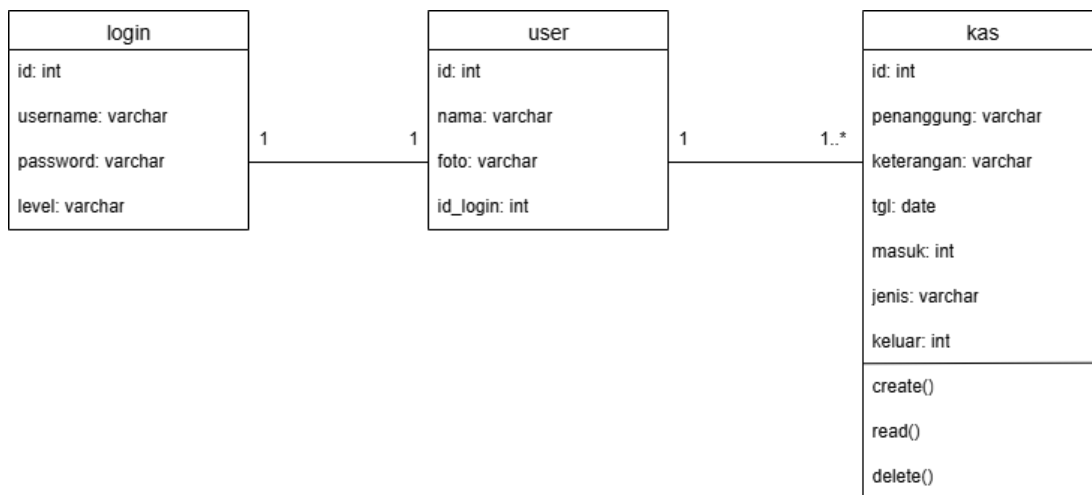 login
id: int
username: varchar
password: varchar
level: varchar
1
1
user
id: int
nama: varchar
foto: varchar
id_login: int
1
1..*
kas
id: int
penanggung: varchar
keterangan: varchar
tgl: date
masuk: int
jenis: varchar
keluar: int
create()
read()
delete()